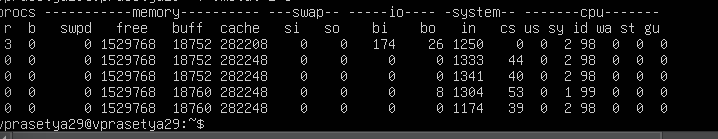 procs -----------memory---------- ---swap-- -----io---- -system-- -------cpu-------
r b swpd free buff cache si so bi bo in cs us sy id wa st gu
3 0 0 1529768 18752 282208 0 0 174 26 1250 0 0 2 98 0 0 0
0 0 0 1529768 18752 282248 0 0 0 0 1333 44 0 2 98 0 0 0
0 0 0 1529768 18752 282248 0 0 0 0 1341 40 0 2 98 0 0 0
0 0 0 1529768 18760 282248 0 0 0 8 1304 53 0 1 99 0 0 0
0 0 0 1529768 18760 282248 0 0 0 0 1174 39 0 2 98 0 0 0
vprasetya29@vprasetya29:~$